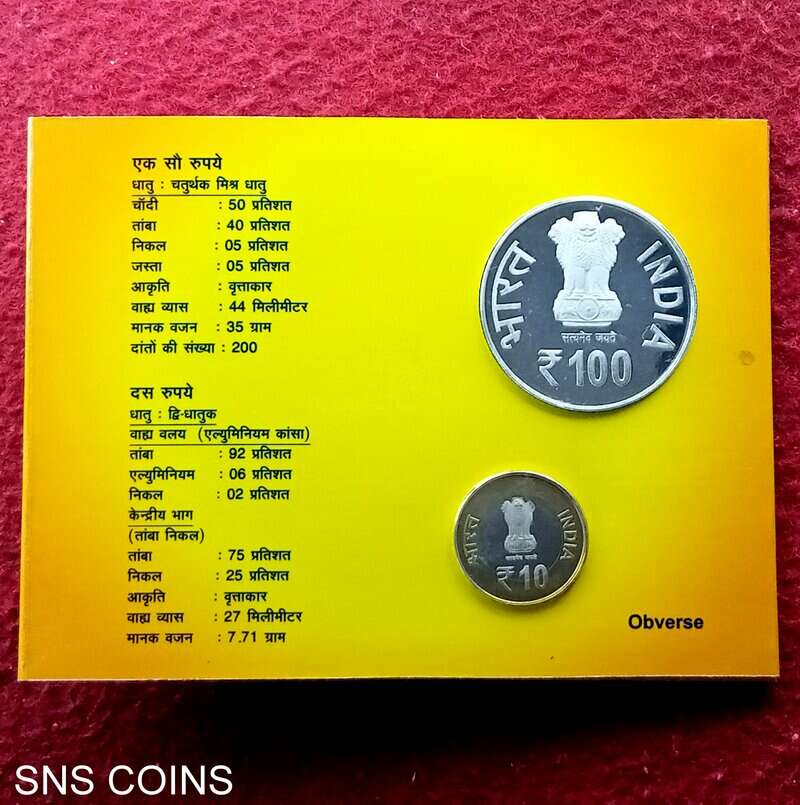 एक सौ रुपये
धातु : चतुर्थक मिश्र धातु
चाँदी : 50 प्रतिशत
तांबा : 40 प्रतिशत
निकल : 05 प्रतिशत
जस्ता : 05 प्रतिशत
आकृति : वृत्ताकार
वाह्य व्यास : 44 मिलीमीटर
मानक वजन : 35 ग्राम
दांतों की संख्या : 200
भारत
INDIA
सत्यमेव जयते
₹ 100
दस रुपये
धातु : द्वि-धातुक
वाह्य वलय (एल्युमिनियम कांसा)
तांबा : 92 प्रतिशत
एल्युमिनियम : 06 प्रतिशत
निकल : 02 प्रतिशत
केन्द्रीय भाग
(तांबा निकल)
तांबा : 75 प्रतिशत
निकल : 25 प्रतिशत
आकृति : वृत्ताकार
वाह्य व्यास : 27 मिलीमीटर
मानक वजन : 7.71 ग्राम
भारत
INDIA
सत्यमेव जयते
₹ 10
Obverse
SNS COINS